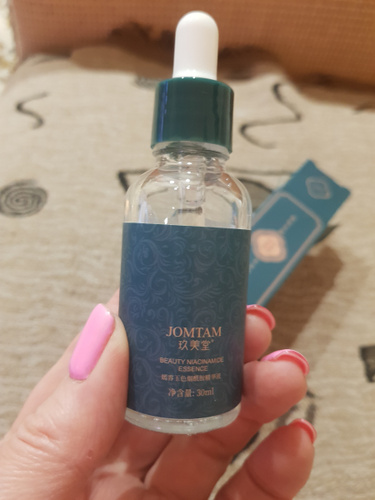 JOMTAM
玖美堂
BEAUTY NIACINAMIDE
ESSENCE
净含量: 30ml